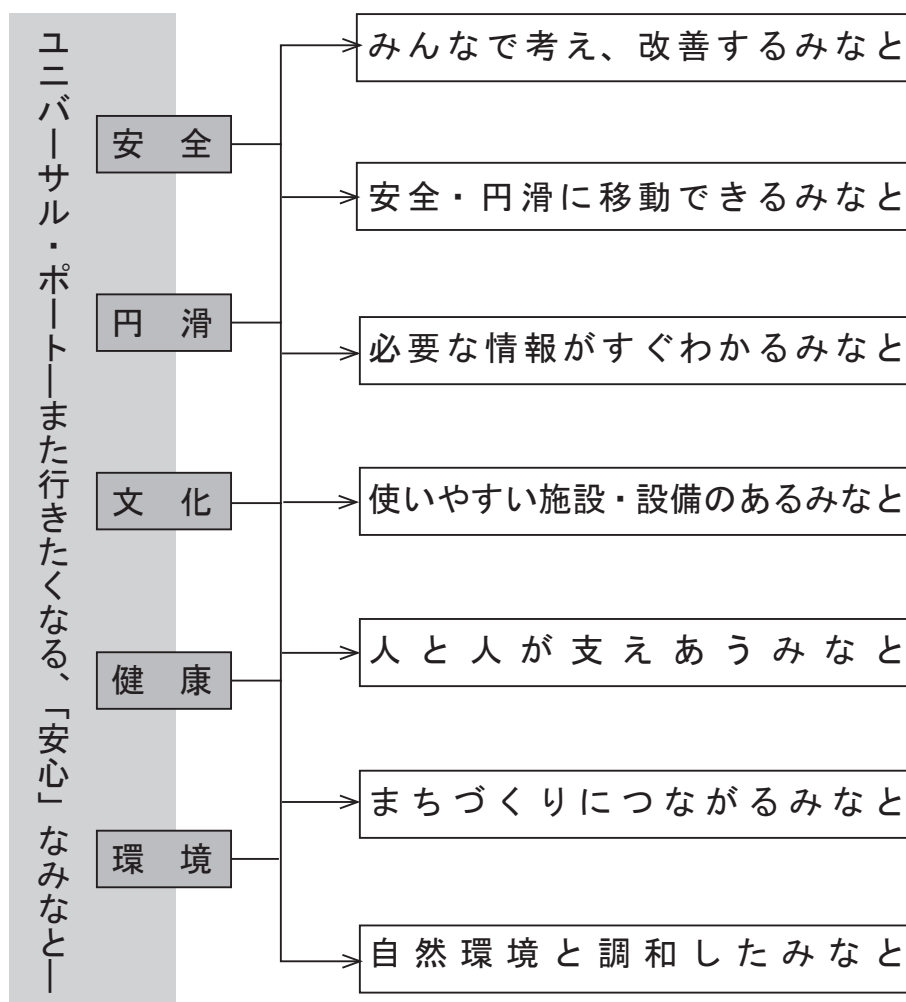 ユニバーサル・ポート―また行きたくなる、「安心」なみなと―
安全
円滑
文化
健康
環境
みんなで考え、改善するみなと
安全・円滑に移動できるみなと
必要な情報がすぐわかるみなと
使いやすい施設・設備のあるみなと
人と人が支えあうみなと
まちづくりにつながるみなと
自然環境と調和したみなと